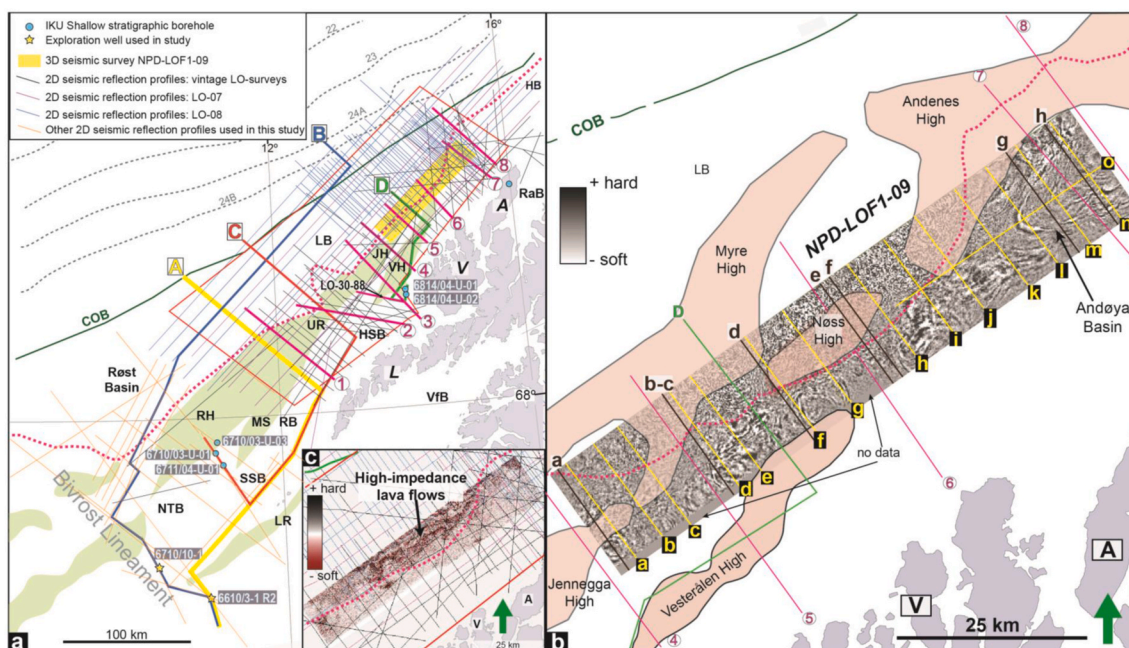 IKU Shallow stratigraphic borehole
Exploration well used in study
3D seismic survey NPD-LOF1-09
2D seismic reflection profiles: vintage LO-surveys
2D seismic reflection profiles: LO-07
2D seismic reflection profiles: LO-08
Other 2D seismic reflection profiles used in this study
22
23
24A
24B
16°
12°
HB
COB
B
D
C
A
8
7
RaB
A
6
LB
JH
VH
5
4
V
LO-30-88
6814/04-U-01
6814/04-U-02
3
2
UR
HSB
COB
L
1
Røst
Basin
68°
VfB
RH
MS
RB
6710/03-U-03
6710/03-U-01
6711/04-U-01
SSB
NTB
LR
Bivrost Lineament
6710/10-1
6610/3-1 R2
a
100 km
c
+ hard
- soft
High-impedance
lava flows
A
V
25 km
b
8
7
Andenes
High
COB
LB
+ hard
- soft
NPD-LOF1-09
Myre
High
Nøss
High
D
a
b-c
d
e f
g
h
o
n
m
l
k
j
i
h
g
f
e
d
c
b
a
Andøya
Basin
no data
6
5
4
Jennegga
High
Vesterålen High
A
V
25 km